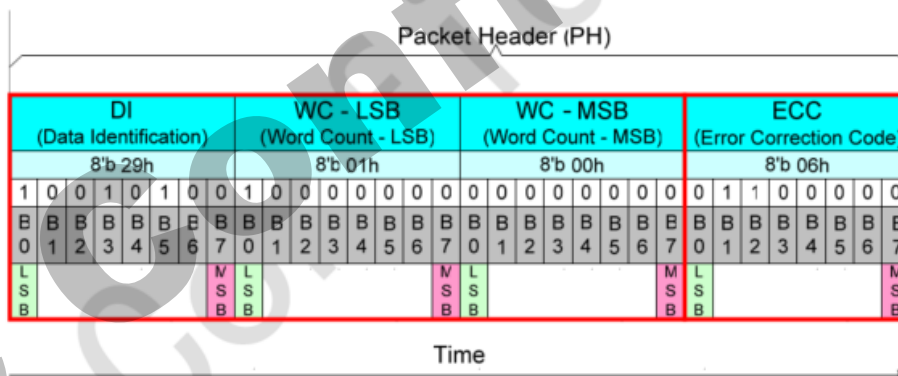 Packet Header (PH)
DI WC - LSB WC - MSB ECC
(Data Identification) (Word Count - LSB) (Word Count - MSB) (Error Correction Code)
8'b 29h 8'b 01h 8'b 00h 8'b 06h
1 0 0 1 0 1 0 0 1 0 0 0 0 0 0 0 0 0 0 0 0 0 0 0 0 1 1 0 0 0 0 0
B B B B B B B B B B B B B B B B B B B B B B B B B B B B B B B B
0 1 2 3 4 5 6 7 0 1 2 3 4 5 6 7 0 1 2 3 4 5 6 7 0 1 2 3 4 5 6 7
L M L M L M L M
S S S S S S S S
B B B B B B B B
Time